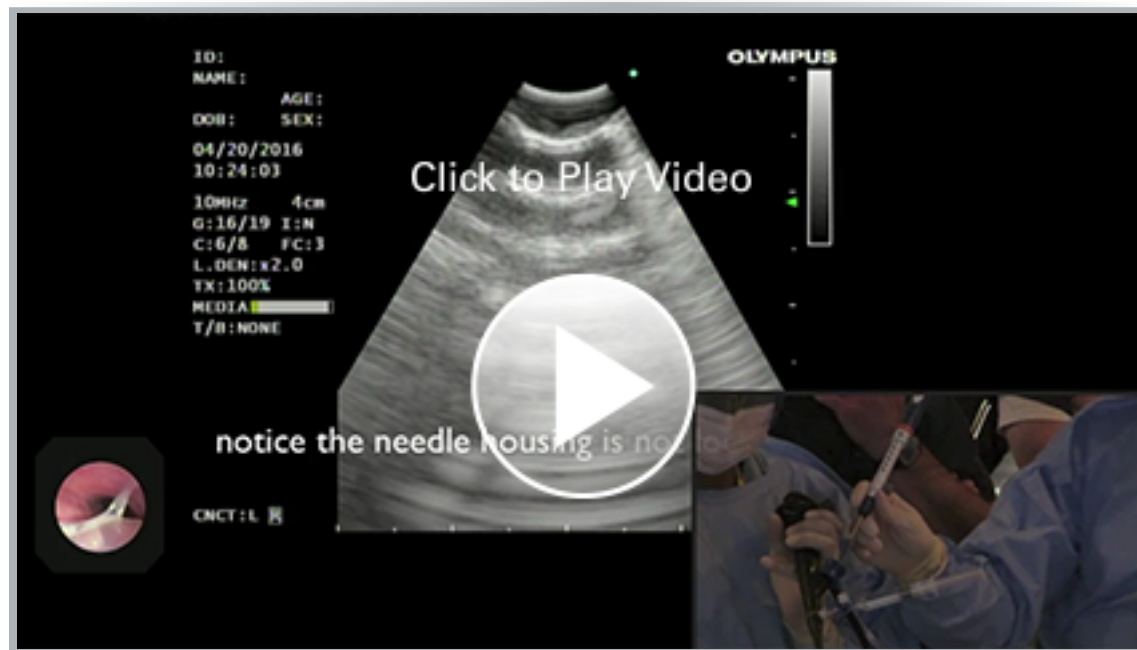 ID:
NAME:
AGE:
DOB: SEX:
04/20/2016
10:24:03
10MHz 4cm
G:16/19 I:N
C:6/8 FC:3
L.DEN:x2.0
TX:100%
MEDIA
T/B:NONE
OLYMPUS
Click to Play Video
notice the needle housing is not
CNCT:L